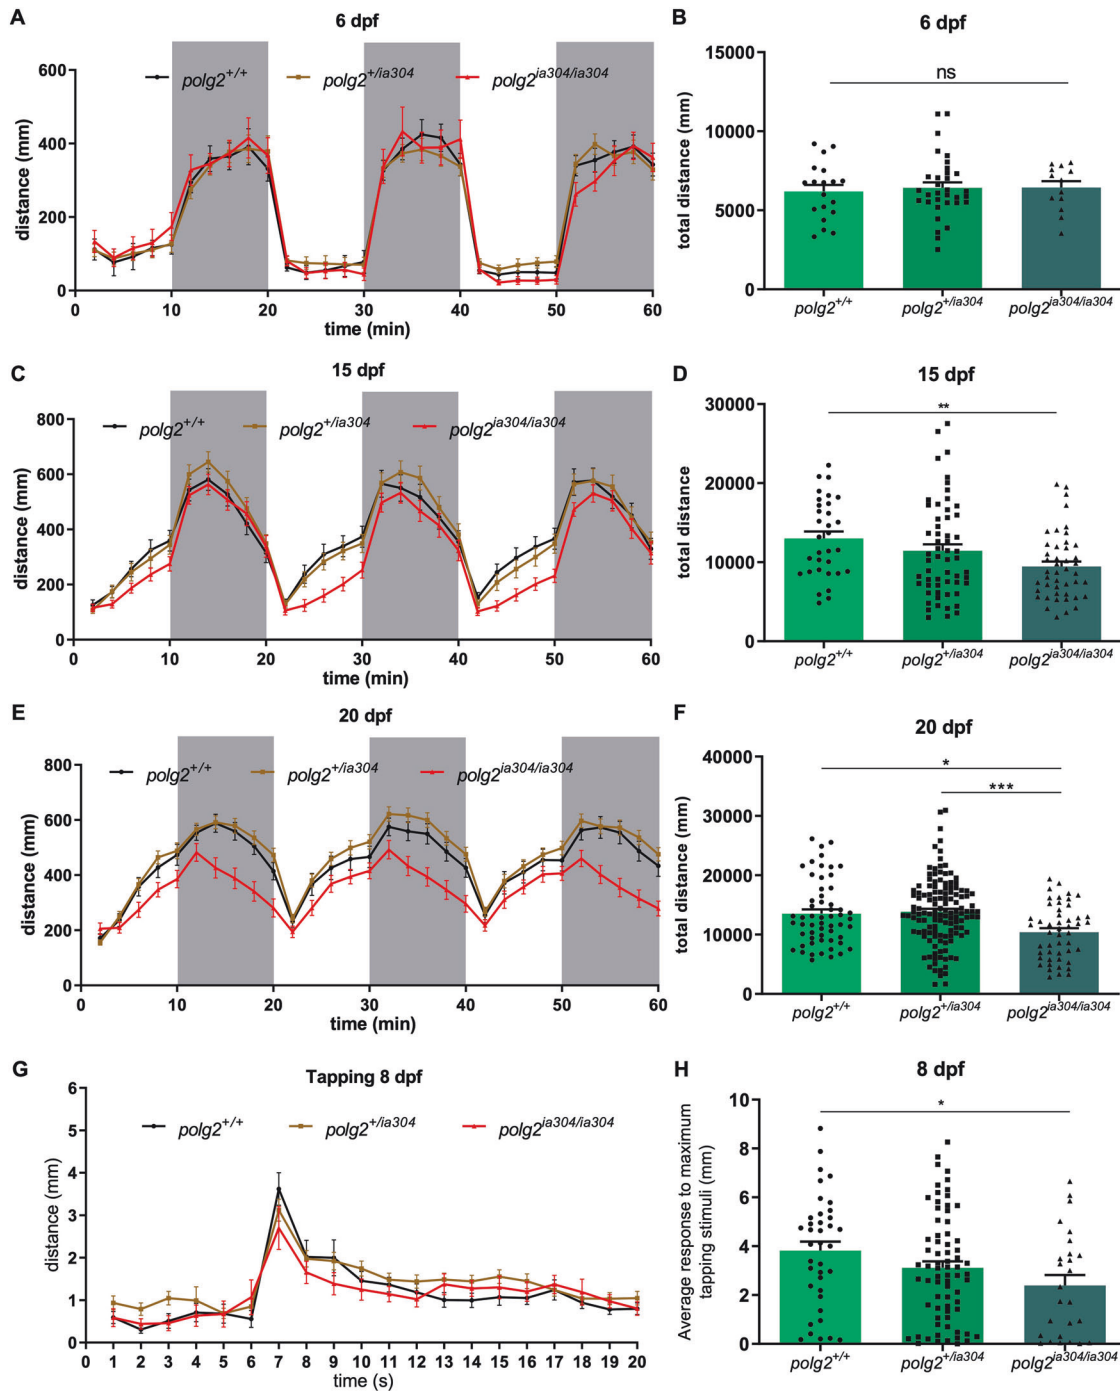 A
6 dpf
600
400
200
0
distance (mm)
polg2+/+
polg2+/ia304
polg2ia304/ia304
0 10 20 30 40 50 60
time (min)
B
6 dpf
15000
10000
5000
0
total distance (mm)
ns
polg2+/+
polg2+/ia304
polg2ia304/ia304
C
15 dpf
800
600
400
200
0
distance (mm)
polg2+/+
polg2+/ia304
polg2ia304/ia304
0 10 20 30 40 50 60
time (min)
D
15 dpf
30000
20000
10000
0
total distance
**
polg2+/+
polg2+/ia304
polg2ia304/ia304
E
20 dpf
800
600
400
200
0
distance (mm)
polg2+/+
polg2+/ia304
polg2ia304/ia304
0 10 20 30 40 50 60
time (min)
F
20 dpf
40000
30000
20000
10000
0
total distance (mm)
*
***
polg2+/+
polg2+/ia304
polg2ia304/ia304
G
Tapping 8 dpf
6
5
4
3
2
1
0
distance (mm)
polg2+/+
polg2+/ia304
polg2ia304/ia304
0 1 2 3 4 5 6 7 8 9 10 11 12 13 14 15 16 17 18 19 20
time (s)
H
8 dpf
10
8
6
4
2
0
Average response to maximum
tapping stimuli (mm)
*
polg2+/+
polg2+/ia304
polg2ia304/ia304